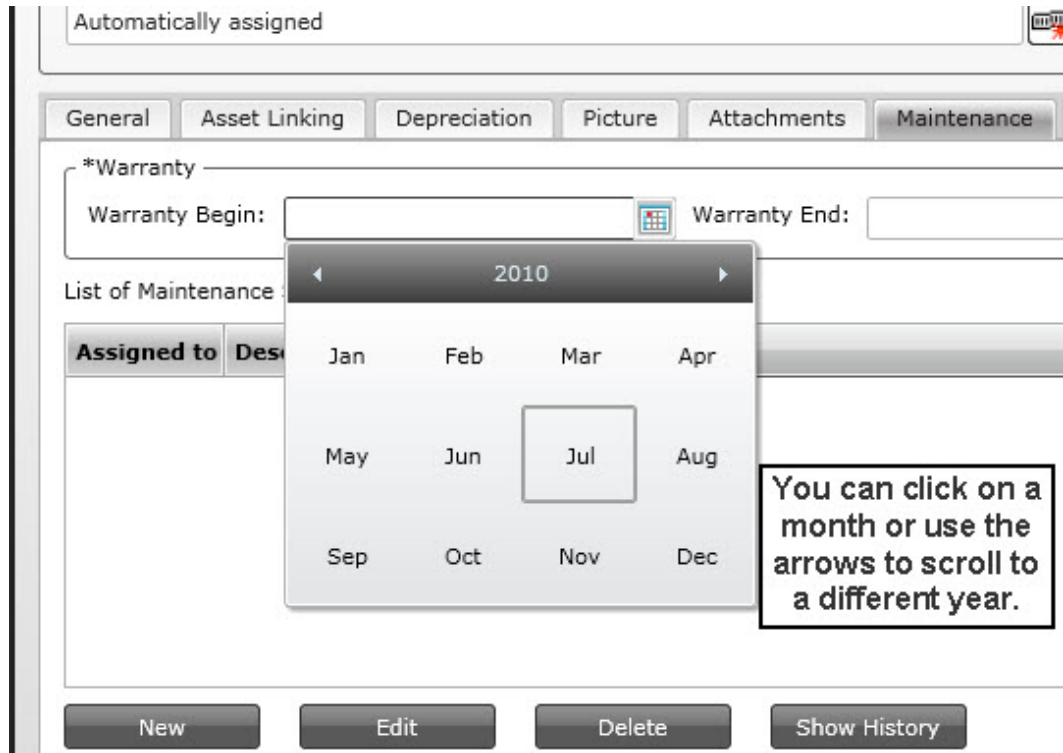 Automatically assigned
General Asset Linking Depreciation Picture Attachments Maintenance
*Warranty
Warranty Begin: Warranty End:
List of Maintenance
2010
Assigned to Desc
Jan Feb Mar Apr
May Jun Jul Aug
Sep Oct Nov Dec
You can click on a
month or use the
arrows to scroll to
a different year.
New Edit Delete Show History